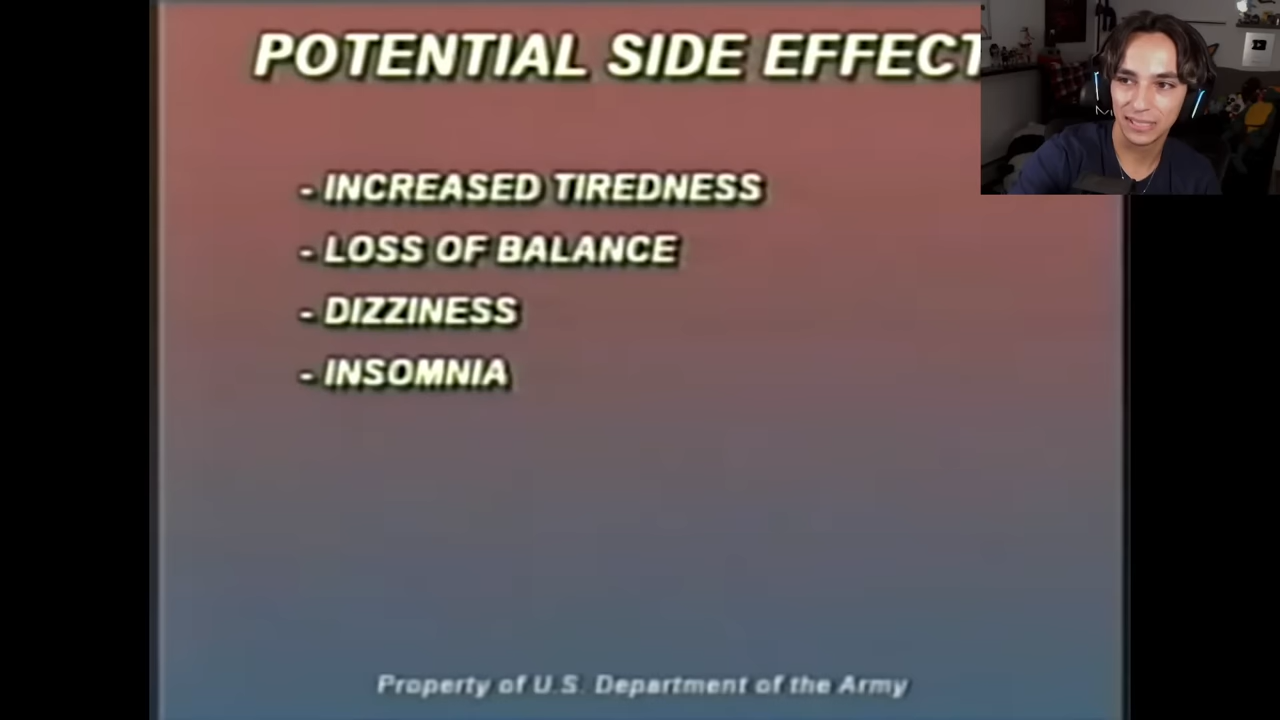 POTENTIAL SIDE EFFECT
- INCREASED TIREDNESS
- LOSS OF BALANCE
- DIZZINESS
- INSOMNIA
Property of U.S. Department of the Army